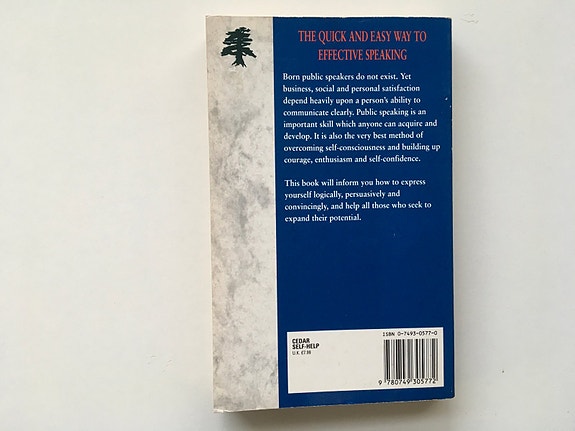 THE QUICK AND EASY WAY TO
EFFECTIVE SPEAKING
Born public speakers do not exist. Yet
business, social and personal satisfaction
depend heavily upon a person's ability to
communicate clearly. Public speaking is an
important skill which anyone can acquire and
develop. It is also the very best method of
overcoming self-consciousness and building up
courage, enthusiasm and self-confidence.
This book will inform you how to express
yourself logically, persuasively and
convincingly, and help all those who seek to
expand their potential.
ISBN 0-7493-0577-0
CEDAR
SELF-HELP
U.K. £7.99
9 780749 305772